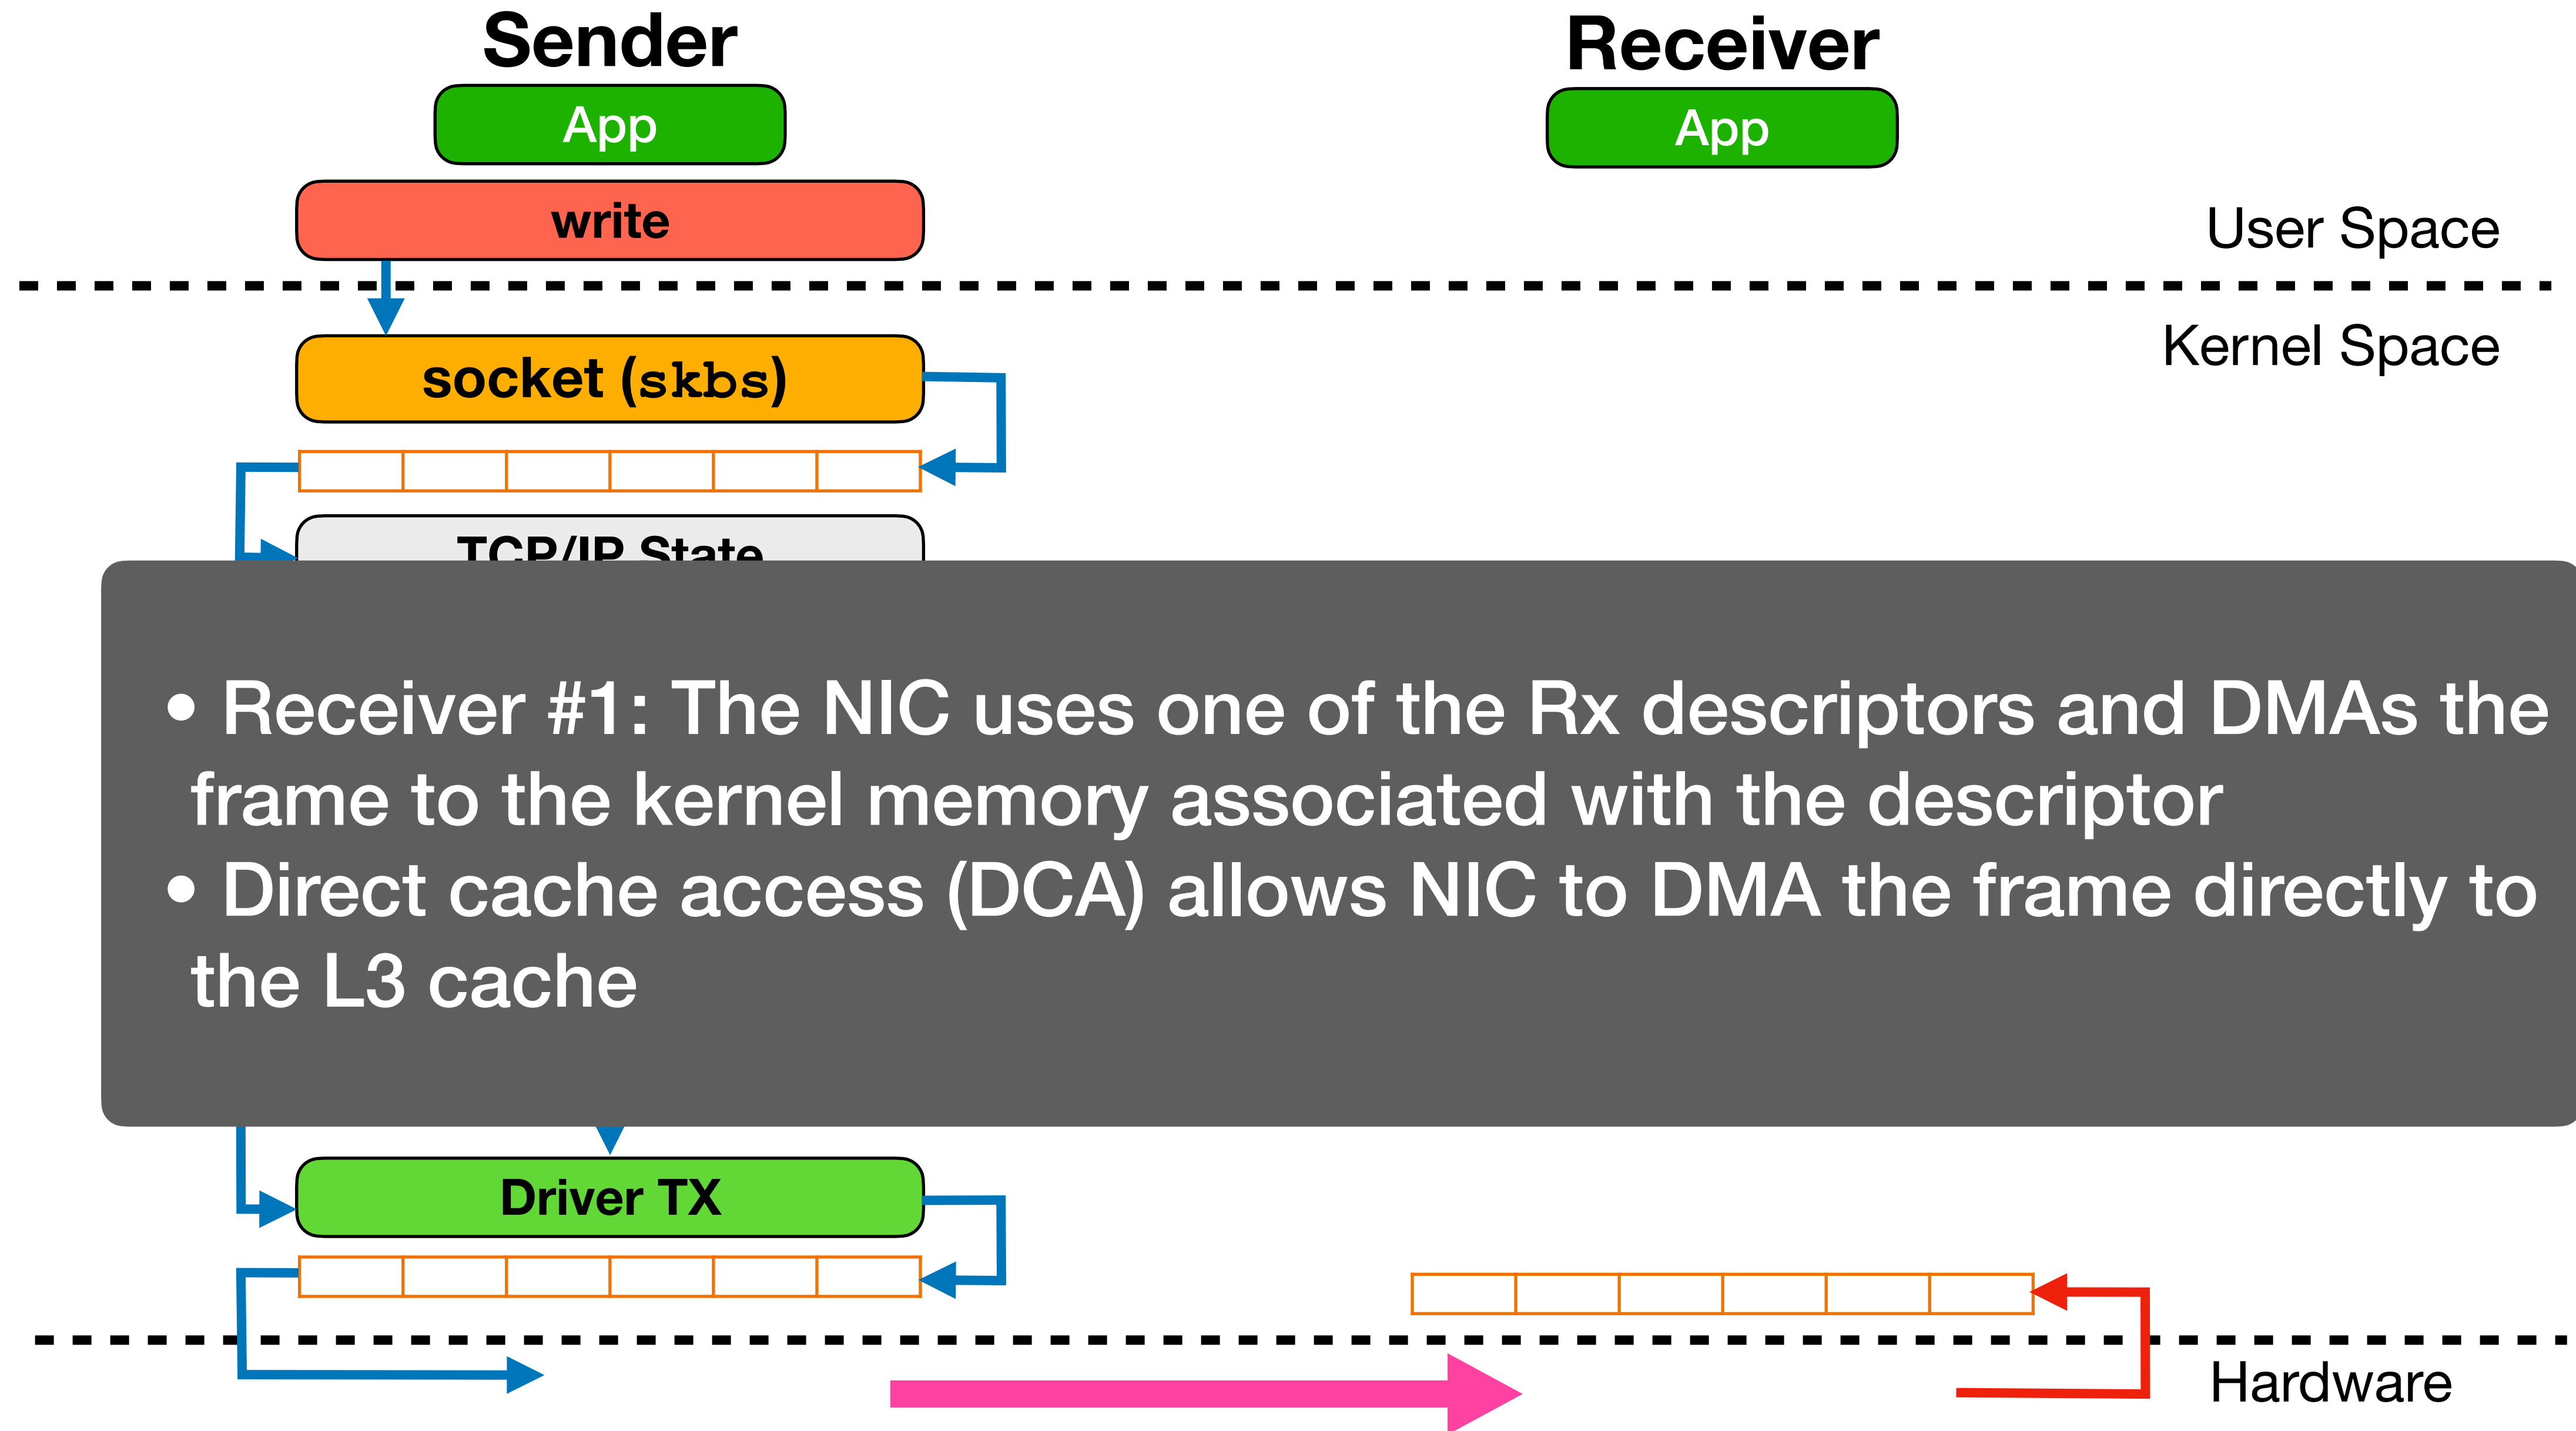 Sender
Receiver
App
App
write
User Space
Kernel Space
socket (skbs)
TCP/IP State
• Receiver #1: The NIC uses one of the Rx descriptors and DMAs the
frame to the kernel memory associated with the descriptor
• Direct cache access (DCA) allows NIC to DMA the frame directly to
the L3 cache
Driver TX
Hardware